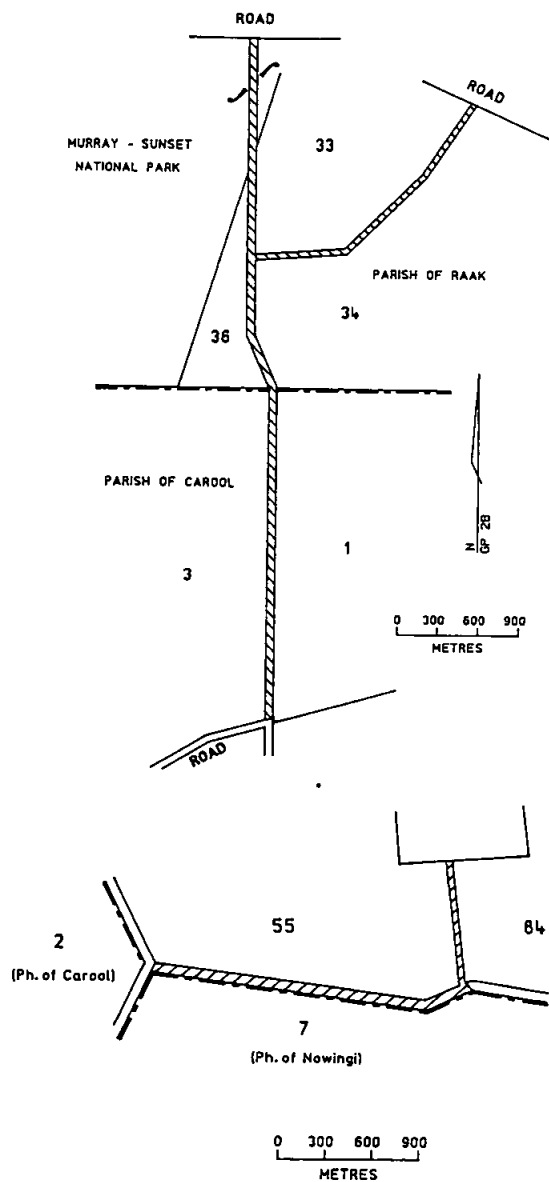 ROAD
ROAD
MURRAY - SUNSET
NATIONAL PARK
33
PARISH OF RAAK
34
36
PARISH OF CAROOL
N
GP 28
1
3
0 300 600 900
METRES
ROAD
55
84
2
(Ph. of Carool)
7
(Ph. of Nowingi)
0 300 600 900
METRES